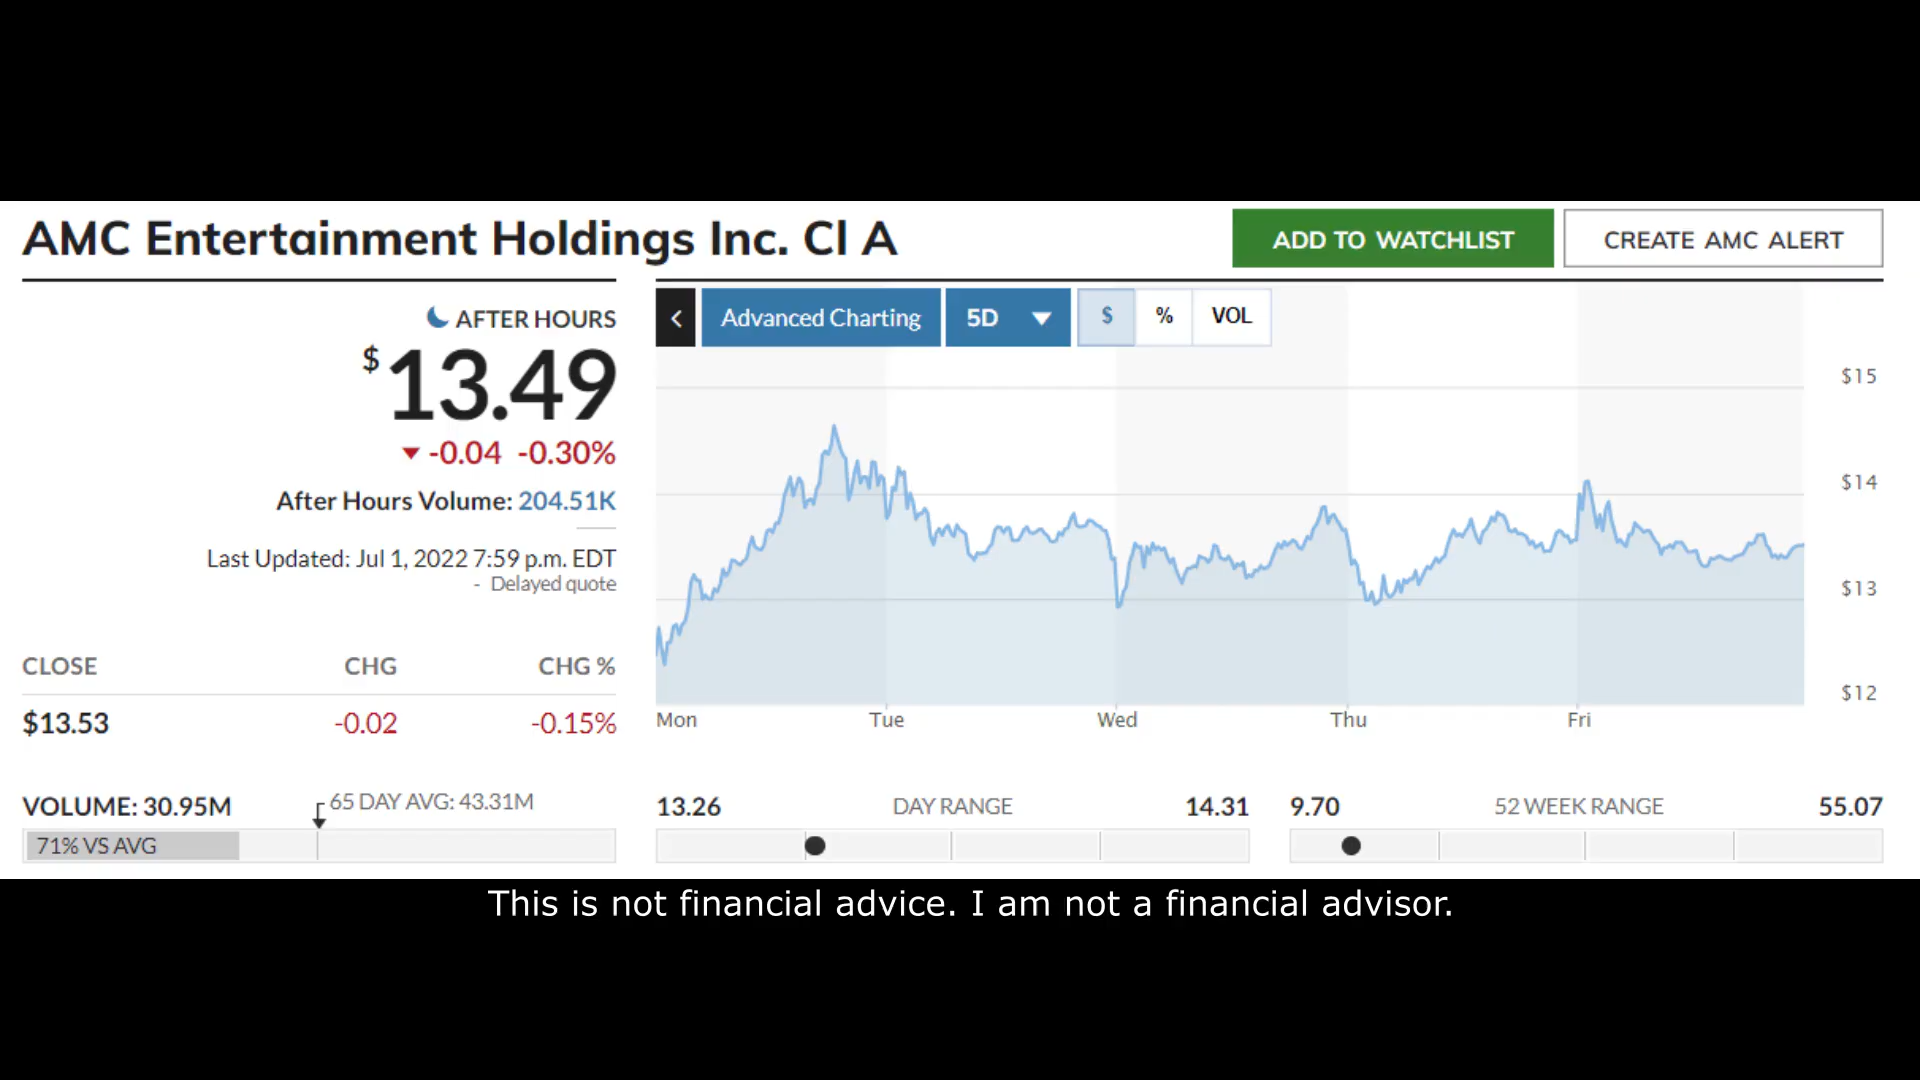 AMC Entertainment Holdings Inc. Cl A
ADD TO WATCHLIST
CREATE AMC ALERT
AFTER HOURS
$13.49
-0.04 -0.30%
After Hours Volume: 204.51K
Last Updated: Jul 1, 2022 7:59 p.m. EDT
- Delayed quote
CLOSE CHG CHG %
$13.53 -0.02 -0.15%
VOLUME: 30.95M
65 DAY AVG: 43.31M
71% VS AVG
< Advanced Charting 5D $ % VOL
$15
$14
$13
$12
Mon Tue Wed Thu Fri
13.26 DAY RANGE 14.31
9.70 52 WEEK RANGE 55.07
This is not financial advice. I am not a financial advisor.